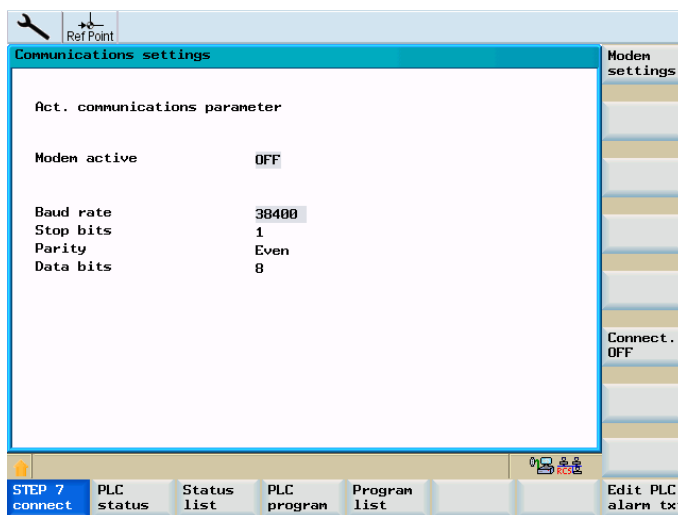 Ref Point
Communications settings
Modem
settings
Act. communications parameter
Modem active OFF
Baud rate 38400
Stop bits 1
Parity Even
Data bits 8
Connect.
OFF
RCS
STEP 7
connect
PLC
status
Status
list
PLC
program
Program
list
Edit PLC
alarm tx